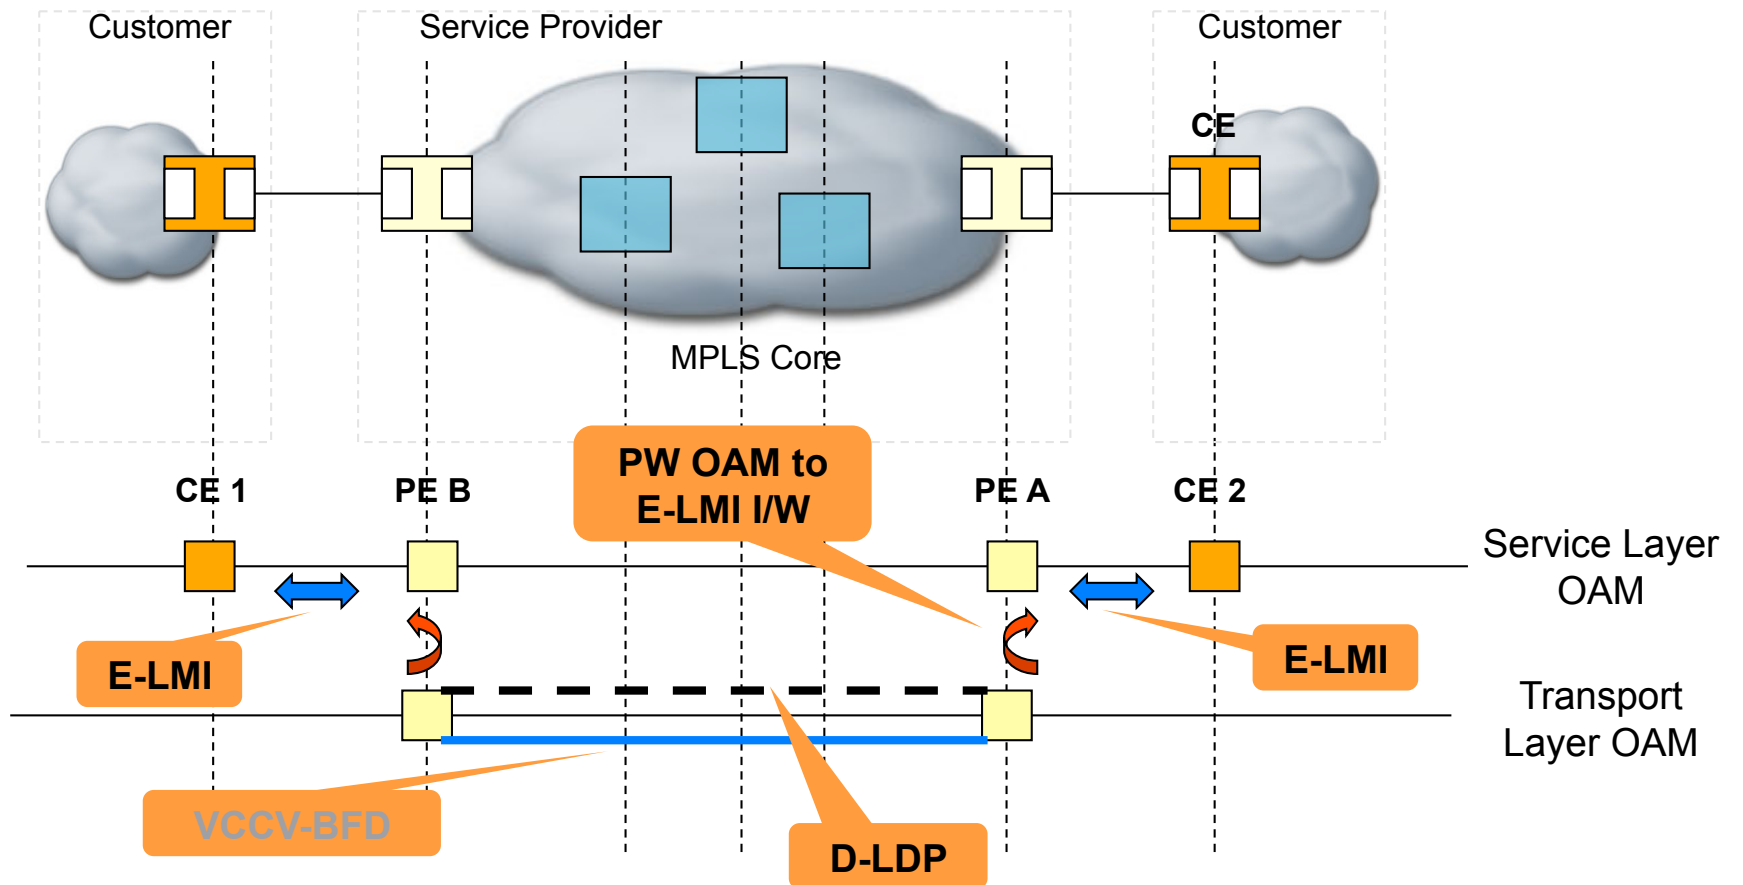 Customer
Service Provider
Customer
CE
MPLS Core
PW OAM to
E-LMI I/W
CE 1
PE B
PE A
CE 2
Service Layer
OAM
E-LMI
E-LMI
Transport
Layer OAM
VCCV-BFD
D-LDP